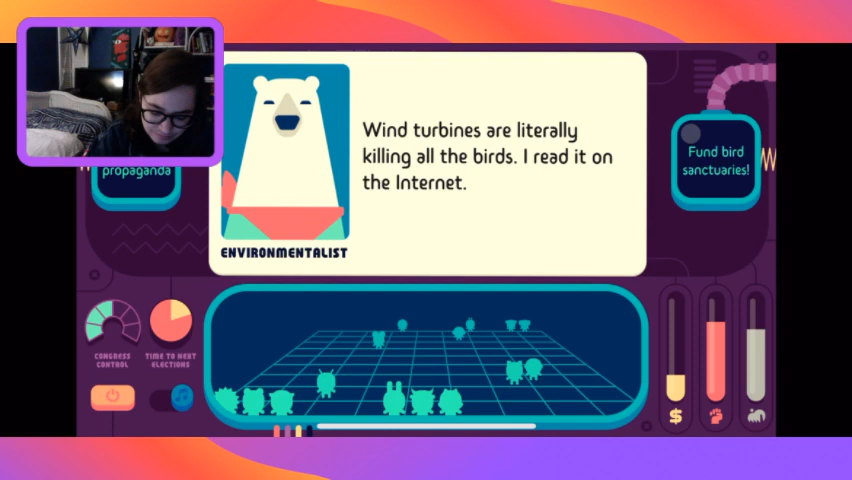 Wind turbines are literally
killing all the birds. I read it on
the Internet.
ENVIRONMENTALIST
propaganda
Fund bird
sanctuaries!
CONGRESS
CONTROL
TIME TO NEXT
ELECTIONS
$